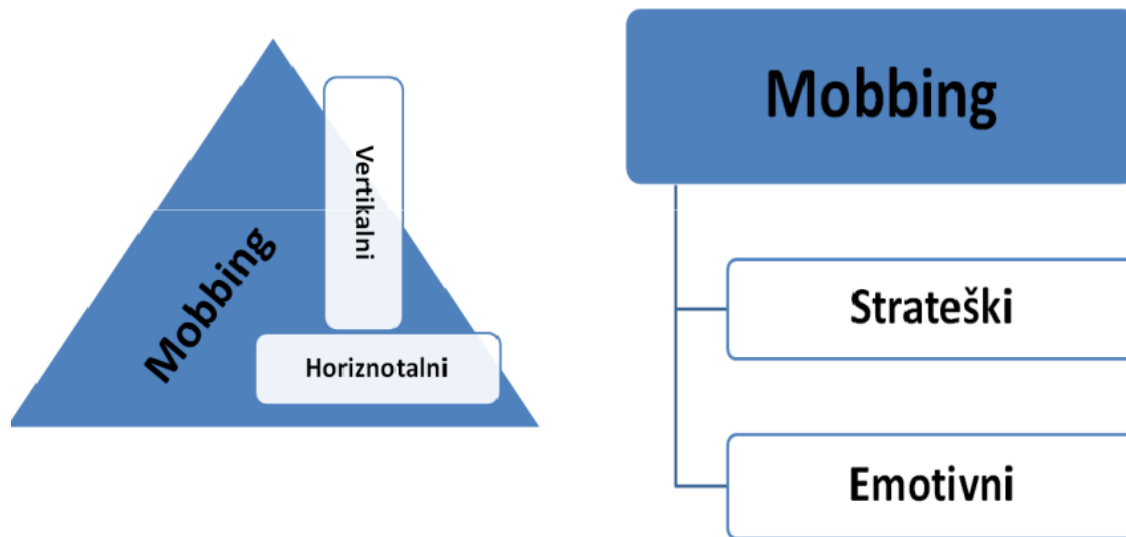 Mobbing
Vertikalni
Horiznotalni
Mobbing
Strateški
Emotivni